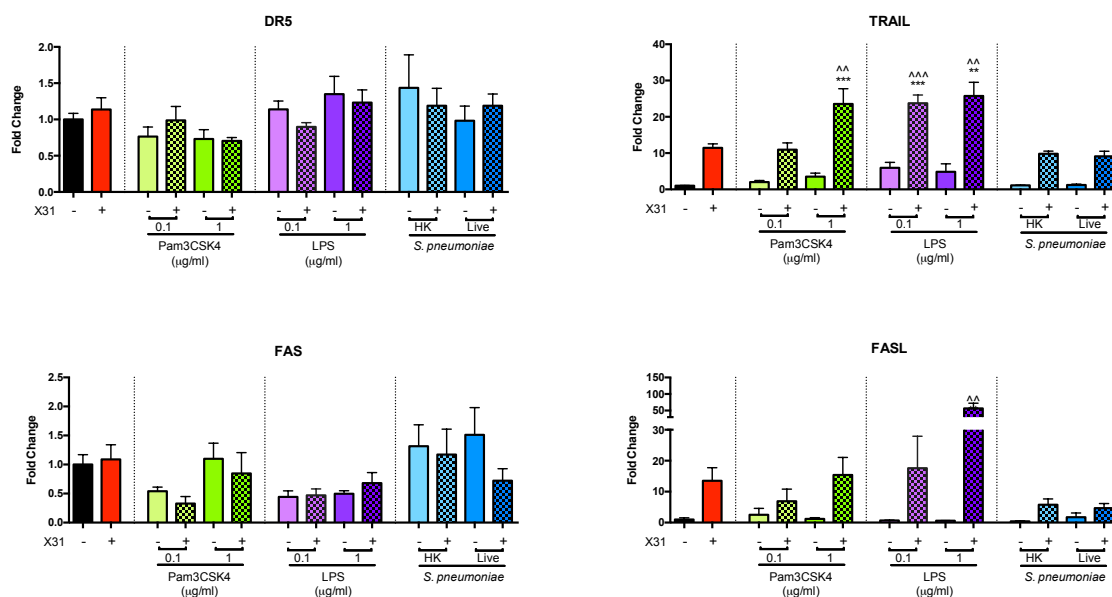 DR5
Fold Change
2.0
1.5
1.0
0.5
0.0
X31 - + - + - + - + - + - + - +
0.1 1 0.1 1 HK Live
Pam3CSK4 LPS S. pneumoniae
(μg/ml) (μg/ml)
TRAIL
Fold Change
40
30
20
10
0
^^ ^^^ ^^
*** *** **
X31 - + - + - + - + - + - + - +
0.1 1 0.1 1 HK Live
Pam3CSK4 LPS S. pneumoniae
(μg/ml) (μg/ml)
FAS
Fold Change
2.5
2.0
1.5
1.0
0.5
0.0
X31 - + - + - + - + - + - + - +
0.1 1 0.1 1 HK Live
Pam3CSK4 LPS S. pneumoniae
(μg/ml) (μg/ml)
FASL
Fold Change
150
100
50
30
20
10
0
^^
X31 - + - + - + - + - + - + - +
0.1 1 0.1 1 HK Live
Pam3CSK4 LPS S. pneumoniae
(μg/ml) (μg/ml)